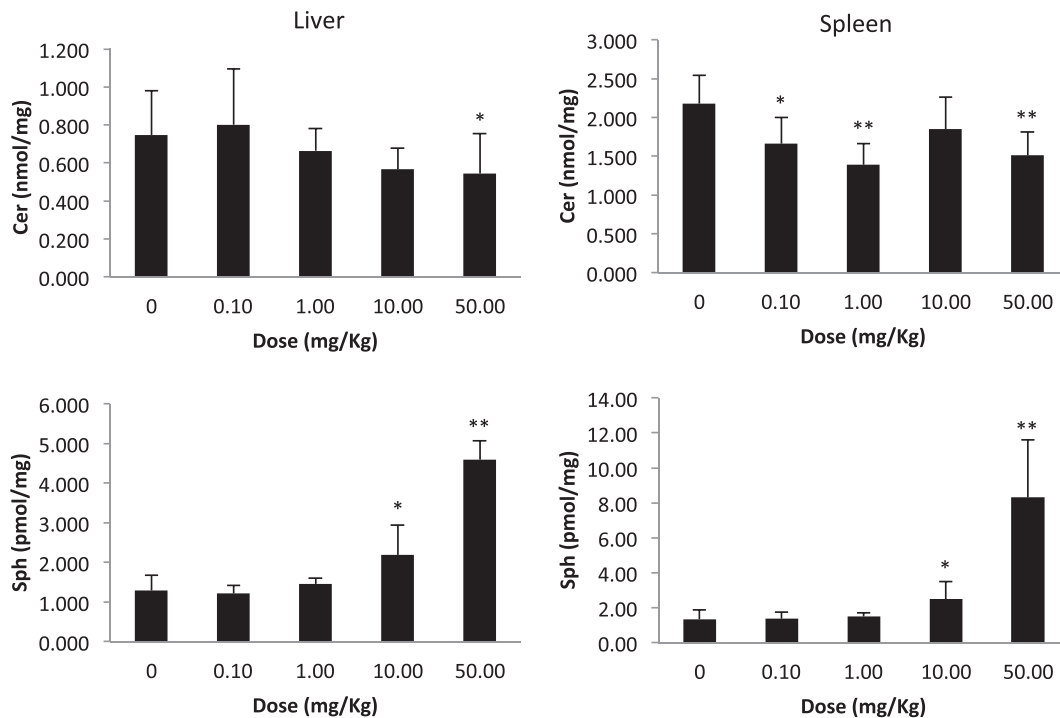 Liver
1.200
1.000
0.800
0.600
0.400
0.200
0.000
Cer (nmol/mg)
*
0 0.10 1.00 10.00 50.00
Dose (mg/Kg)
Spleen
3.000
2.500
2.000
1.500
1.000
0.500
0.000
Cer (nmol/mg)
* ** **
0 0.10 1.00 10.00 50.00
Dose (mg/Kg)
6.000
5.000
4.000
3.000
2.000
1.000
0.000
Sph (pmol/mg)
* **
0 0.10 1.00 10.00 50.00
Dose (mg/Kg)
14.00
12.00
10.00
8.00
6.00
4.00
2.00
0.00
Sph (pmol/mg)
* **
0 0.10 1.00 10.00 50.00
Dose (mg/Kg)